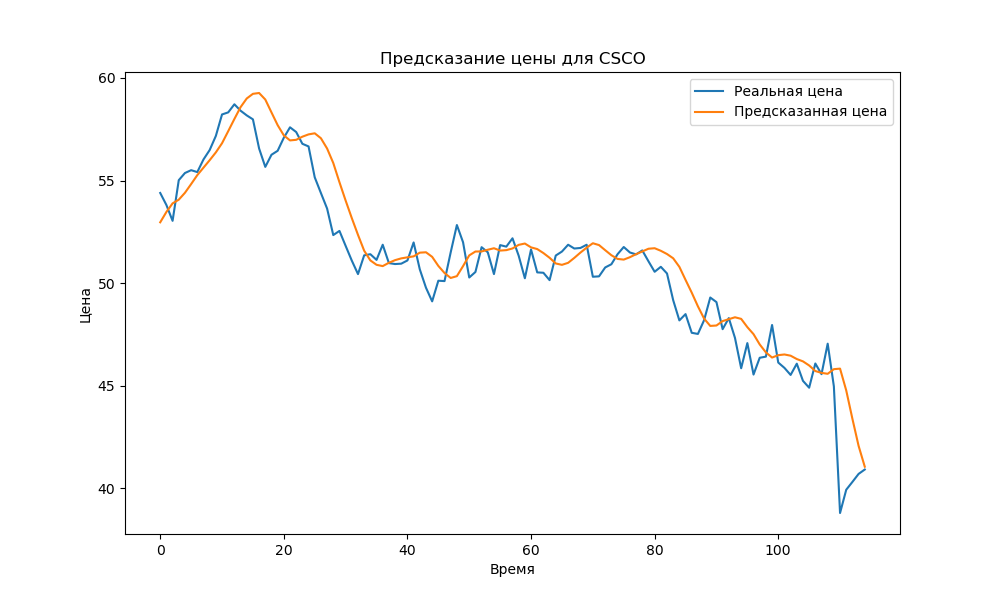 Предсказание цены для CSCO
Реальная цена
Предсказанная цена
60
55
50
45
40
Цена
0 20 40 60 80 100
Время